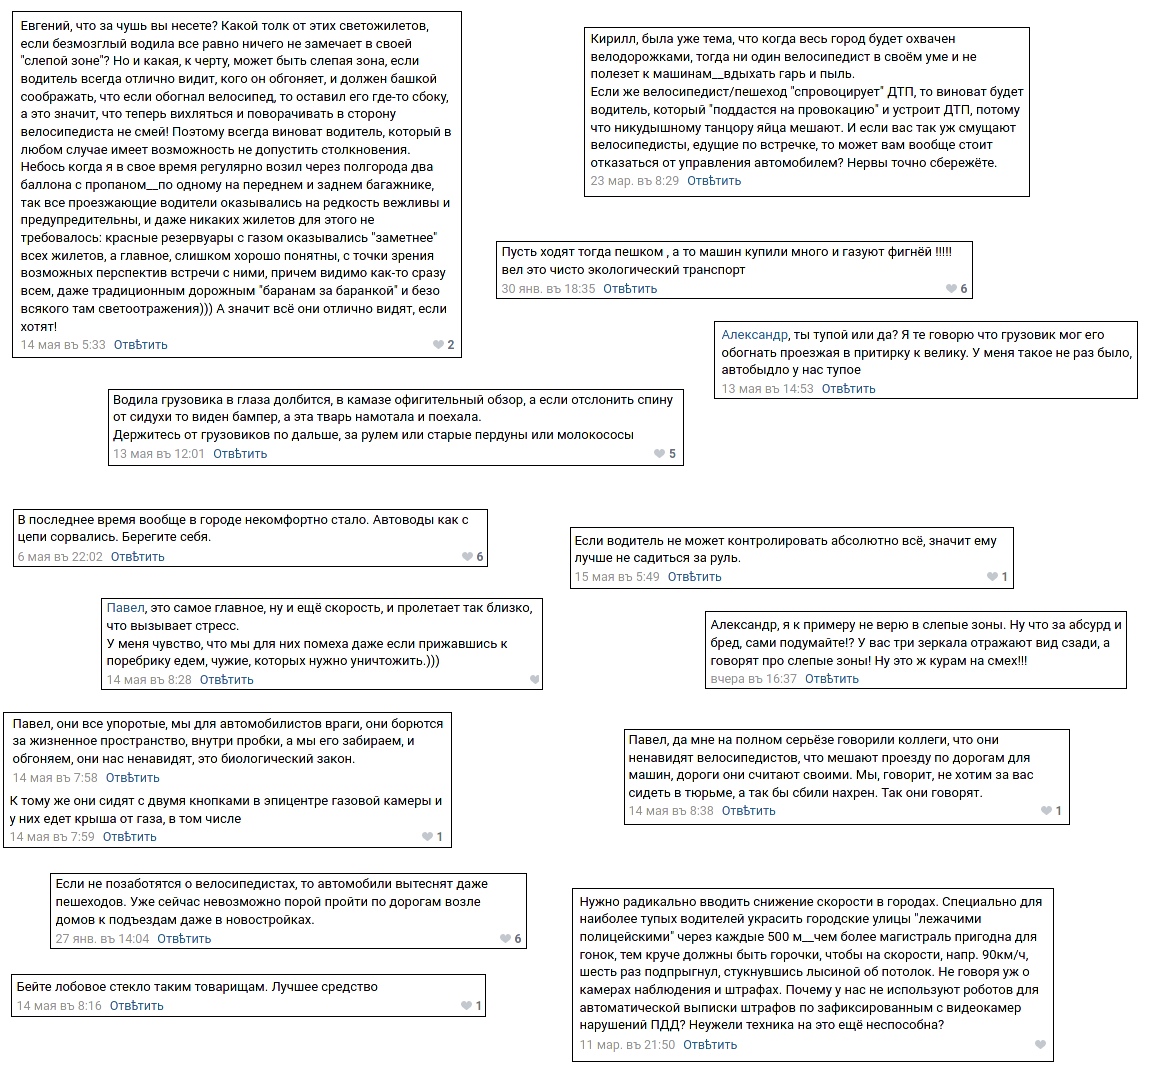 Евгений, что за чушь вы несете? Какой толк от этих светожилетов,
если безмозглый водила все равно ничего не замечает в своей
"слепой зоне"? Но и какая, к черту, может быть слепая зона, если
водитель всегда отлично видит, кого он обгоняет, и должен башкой
соображать, что если обогнал велосипед, то оставил его где-то сбоку,
а это значит, что теперь вихляться и поворачивать в сторону
велосипедиста не смей! Поэтому всегда виноват водитель, который в
любом случае имеет возможность не допустить столкновения.
Небось когда я в свое время регулярно возил через полгорода два
баллона с пропаном__по одному на переднем и заднем багажнике,
так все проезжающие водители оказывались на редкость вежливы и
предупредительны, и даже никаких жилетов для этого не
требовалось: красные резервуары с газом оказывались "заметнее"
всех жилетов, а главное, слишком хорошо понятны, с точки зрения
возможных перспектив встречи с ними, причем видимо как-то сразу
всем, даже традиционным дорожным "баранам за баранкой" и безо
всякого там светоотражения))) А значит всё они отлично видят, если
хотят!
14 мая въ 5:33 Отвѣтить 2
Кирилл, была уже тема, что когда весь город будет охвачен
велодорожками, тогда ни один велосипедист в своём уме и не
полезет к машинам__вдыхать гарь и пыль.
Если же велосипедист/пешеход "спровоцирует" ДТП, то виноват будет
водитель, который "поддастся на провокацию" и устроит ДТП, потому
что никудышному танцору яйца мешают. И если вас так уж смущают
велосипедисты, едущие по встречке, то может вам вообще стоит
отказаться от управления автомобилем? Нервы точно сбережёте.
23 мар. въ 8:29 Отвѣтить
Пусть ходят тогда пешком , а то машин купили много и газуют фигнёй !!!!!
вел это чисто экологический транспорт
30 янв. въ 18:35 Отвѣтить 6
Александр, ты тупой или да? Я те говорю что грузовик мог его
обогнать проезжая в притирку к велику. У меня такое не раз было,
автобыдло у нас тупое
13 мая въ 14:53 Отвѣтить
Водила грузовика в глаза долбится, в камазе офигительный обзор, а если отслонить спину
от сидухи то виден бампер, а эта тварь намотала и поехала.
Держитесь от грузовиков по дальше, за рулем или старые пердуны или молокососы
13 мая въ 12:01 Отвѣтить 5
В последнее время вообще в городе некомфортно стало. Автоводы как с
цепи сорвались. Берегите себя.
6 мая въ 22:02 Отвѣтить 6
Если водитель не может контролировать абсолютно всё, значит ему
лучше не садиться за руль.
15 мая въ 5:49 Отвѣтить 1
Павел, это самое главное, ну и ещё скорость, и пролетает так близко,
что вызывает стресс.
У меня чувство, что мы для них помеха даже если прижавшись к
поребрику едем, чужие, которых нужно уничтожить.)))
14 мая въ 8:28 Отвѣтить
Александр, я к примеру не верю в слепые зоны. Ну что за абсурд и
бред, сами подумайте!? У вас три зеркала отражают вид сзади, а
говорят про слепые зоны! Ну это ж курам на смех!!!
вчера въ 16:37 Отвѣтить
Павел, они все упоротые, мы для автомобилистов враги, они борются
за жизненное пространство, внутри пробки, а мы его забираем, и
обгоняем, они нас ненавидят, это биологический закон.
14 мая въ 7:58 Отвѣтить
К тому же они сидят с двумя кнопками в эпицентре газовой камеры и
у них едет крыша от газа, в том числе
14 мая въ 7:59 Отвѣтить 1
Павел, да мне на полном серьёзе говорили коллеги, что они
ненавидят велосипедистов, что мешают проезду по дорогам для
машин, дороги они считают своими. Мы, говорит, не хотим за вас
сидеть в тюрьме, а так бы сбили нахрен. Так они говорят.
14 мая въ 8:38 Отвѣтить 1
Если не позаботятся о велосипедистах, то автомобили вытеснят даже
пешеходов. Уже сейчас невозможно порой пройти по дорогам возле
домов к подъездам даже в новостройках.
27 янв. въ 14:04 Отвѣтить 6
Нужно радикально вводить снижение скорости в городах. Специально для
наиболее тупых водителей украсить городские улицы "лежачими
полицейскими" через каждые 500 м__чем более магистраль пригодна для
гонок, тем круче должны быть горочки, чтобы на скорости, напр. 90км/ч,
шесть раз подпрыгнул, стукнувшись лысиной об потолок. Не говоря уж о
камерах наблюдения и штрафах. Почему у нас не используют роботов для
автоматической выписки штрафов по зафиксированным с видеокамер
нарушений ПДД? Неужели техника на это ещё неспособна?
11 мар. въ 21:50 Отвѣтить
Бейте лобовое стекло таким товарищам. Лучшее средство
14 мая въ 8:16 Отвѣтить 1